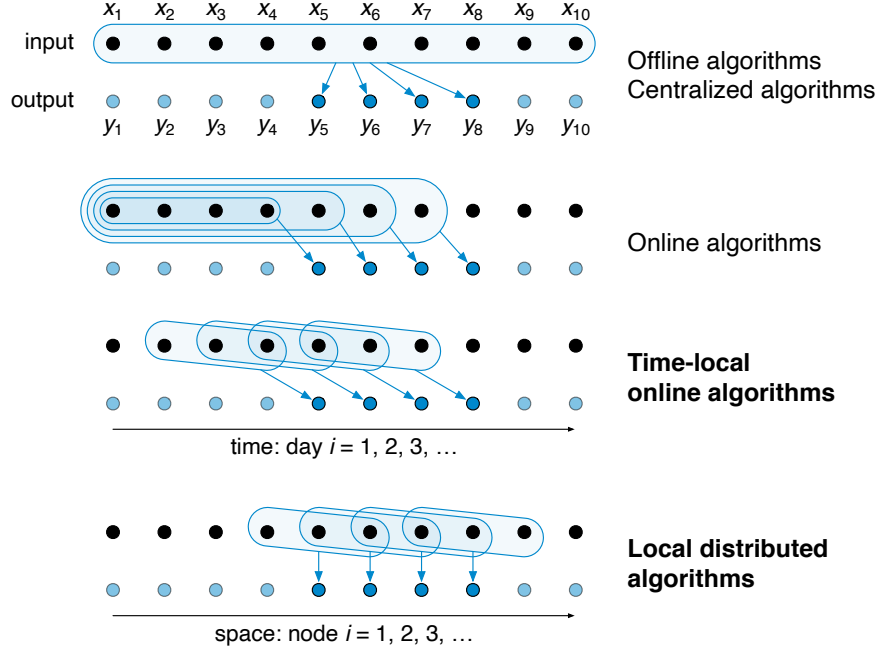 x1 x2 x3 x4 x5 x6 x7 x8 x9 x10
input
Offline algorithms
Centralized algorithms
output
y1 y2 y3 y4 y5 y6 y7 y8 y9 y10
Online algorithms
Time-local
online algorithms
time: day i = 1, 2, 3, …
Local distributed
algorithms
space: node i = 1, 2, 3, …